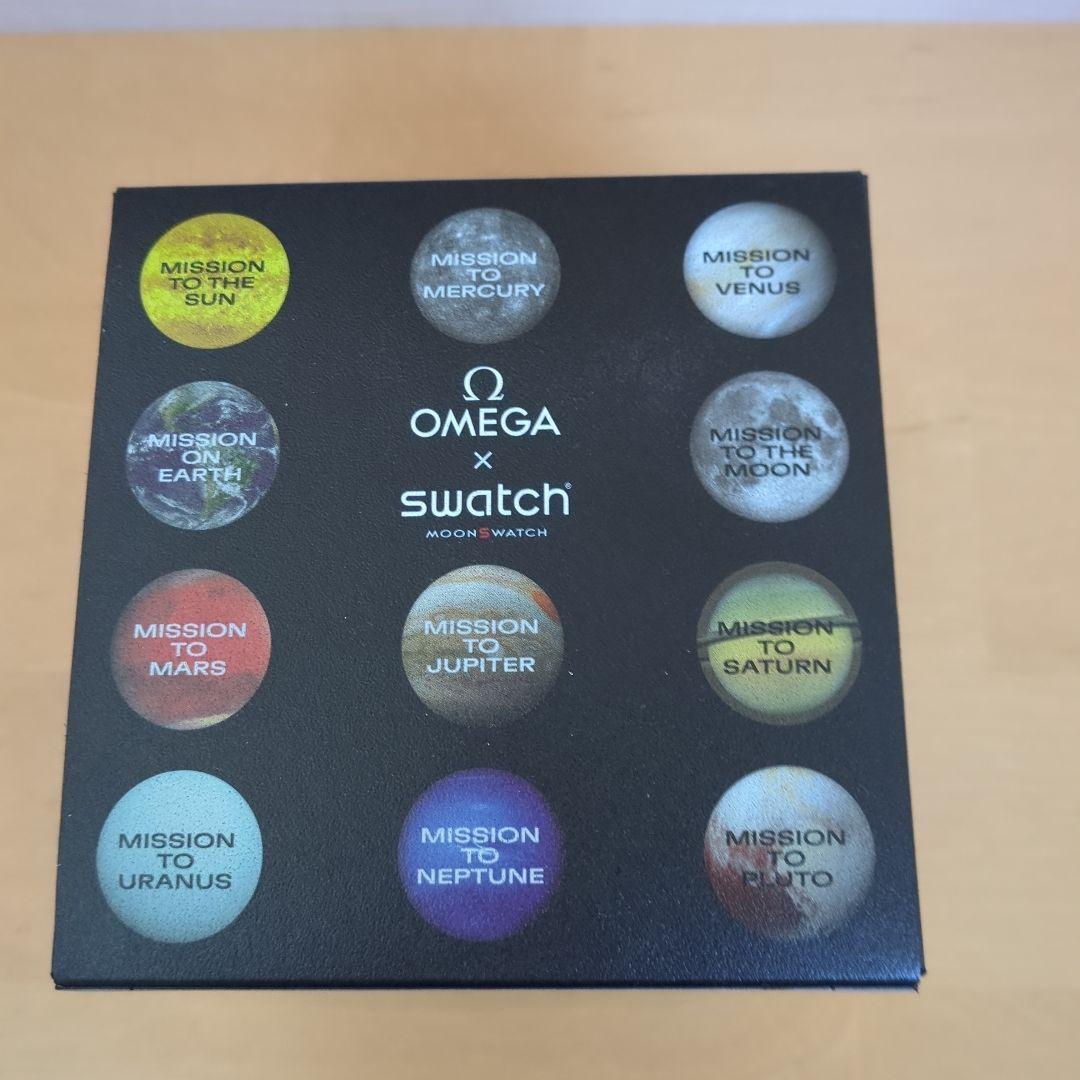 MISSION
TO THE
SUN
MISSION
TO
MERCURY
MISSION
TO
VENUS
MISSION
ON
EARTH
Ω
OMEGA
×
swatch®
MOONSWATCH
MISSION
TO THE
MOON
MISSION
TO
MARS
MISSION
TO
JUPITER
MISSION
TO
SATURN
MISSION
TO
URANUS
MISSION
TO
NEPTUNE
MISSION
TO
PLUTO